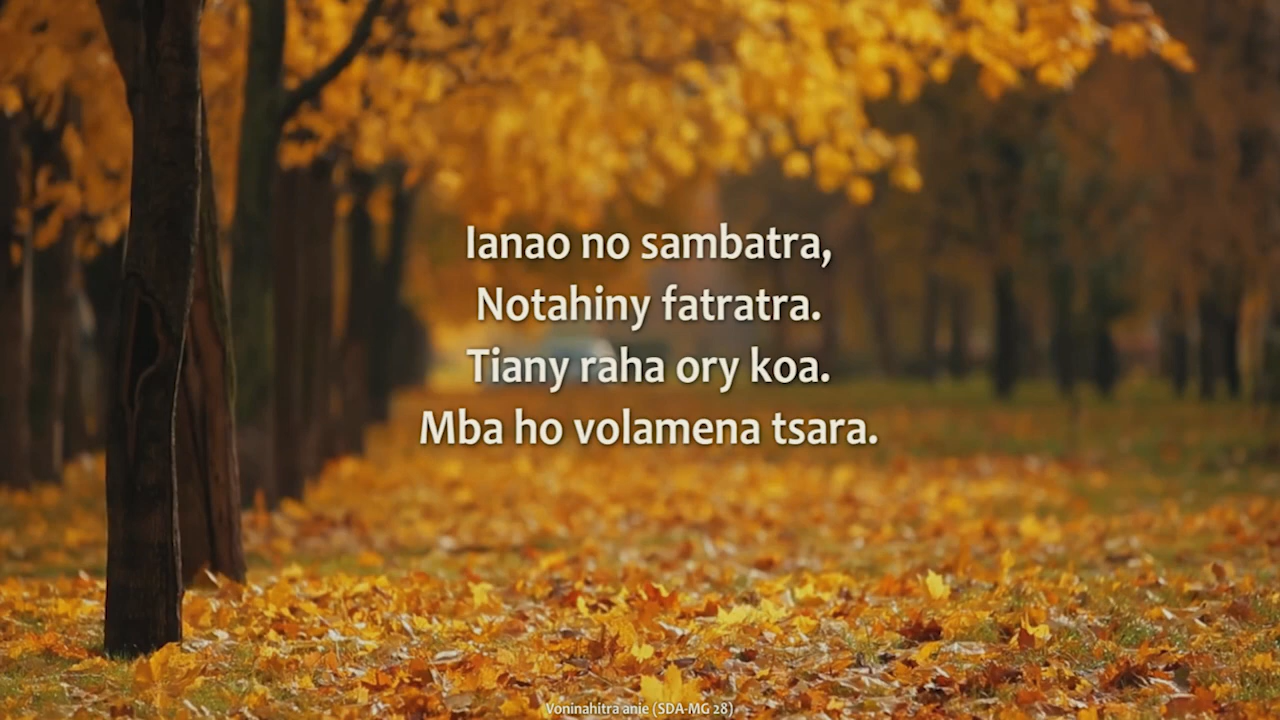 Ianao no sambatra,
Notahiny fatratra.
Tiany raha ory koa.
Mba ho volamena tsara.
Voninahitra anie (SDA-MG 28)